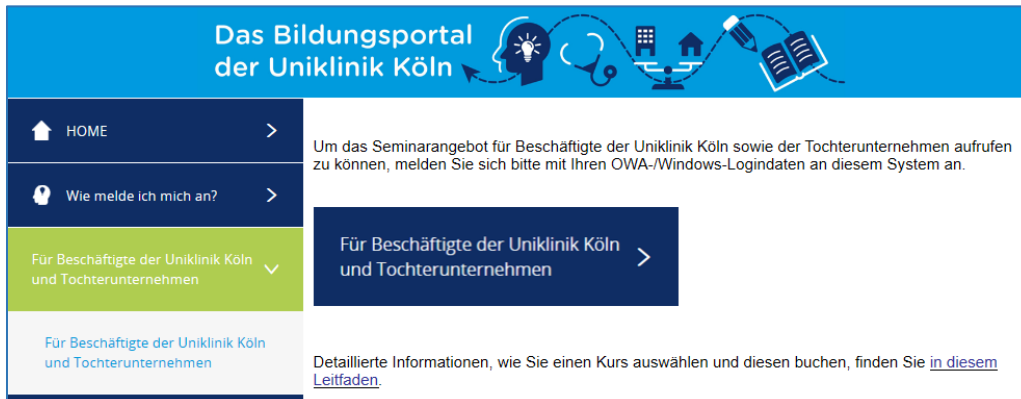 Das Bildungsportal
der Uniklinik Köln
HOME
Wie melde ich mich an?
Für Beschäftigte der Uniklinik Köln
und Tochterunternehmen
Für Beschäftigte der Uniklinik Köln
und Tochterunternehmen
Um das Seminarangebot für Beschäftigte der Uniklinik Köln sowie der Tochterunternehmen aufrufen
zu können, melden Sie sich bitte mit Ihren OWA-/Windows-Logindaten an diesem System an.
Für Beschäftigte der Uniklinik Köln
und Tochterunternehmen
Detaillierte Informationen, wie Sie einen Kurs auswählen und diesen buchen, finden Sie in diesem
Leitfaden.